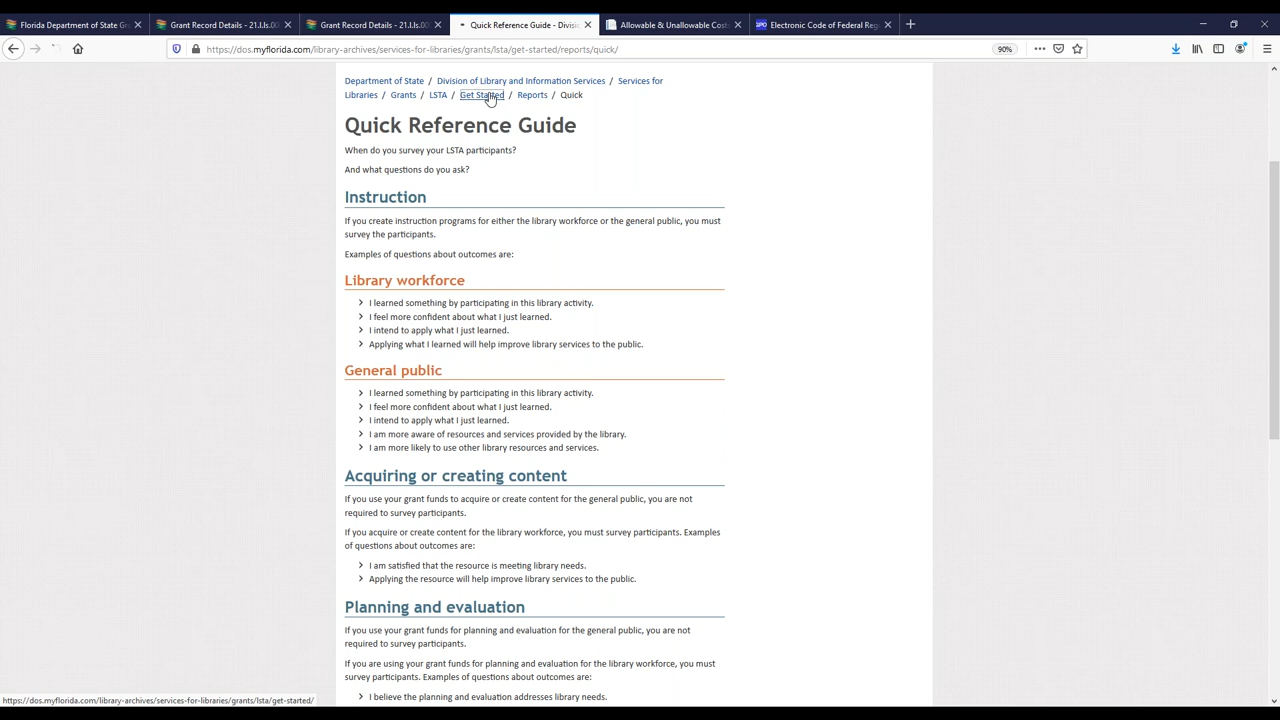 Florida Department of State Gr
Grant Record Details - 21.I.ls.00
Grant Record Details - 21.I.ls.00
Quick Reference Guide - Divisi
Allowable & Unallowable Costs
Electronic Code of Federal Reg
https://dos.myflorida.com/library-archives/services-for-libraries/grants/lsta/get-started/reports/quick/
90%
Department of State / Division of Library and Information Services / Services for
Libraries / Grants / LSTA / Get Started / Reports / Quick
Quick Reference Guide
When do you survey your LSTA participants?
And what questions do you ask?
Instruction
If you create instruction programs for either the library workforce or the general public, you must
survey the participants.
Examples of questions about outcomes are:
Library workforce
I learned something by participating in this library activity.
I feel more confident about what I just learned.
I intend to apply what I just learned.
Applying what I learned will help improve library services to the public.
General public
I learned something by participating in this library activity.
I feel more confident about what I just learned.
I intend to apply what I just learned.
I am more aware of resources and services provided by the library.
I am more likely to use other library resources and services.
Acquiring or creating content
If you use your grant funds to acquire or create content for the general public, you are not
required to survey participants.
If you acquire or create content for the library workforce, you must survey participants. Examples
of questions about outcomes are:
I am satisfied that the resource is meeting library needs.
Applying the resource will help improve library services to the public.
Planning and evaluation
If you use your grant funds for planning and evaluation for the general public, you are not
required to survey participants.
If you are using your grant funds for planning and evaluation for the library workforce, you must
survey participants. Examples of questions about outcomes are:
I believe the planning and evaluation addresses library needs.
https://dos.myflorida.com/library-archives/services-for-libraries/grants/lsta/get-started/